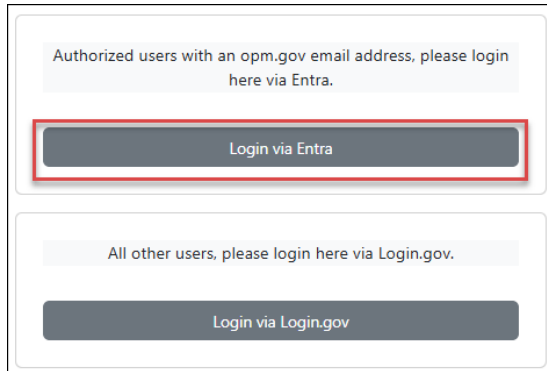 Authorized users with an opm.gov email address, please login
here via Entra.
Login via Entra
All other users, please login here via Login.gov.
Login via Login.gov